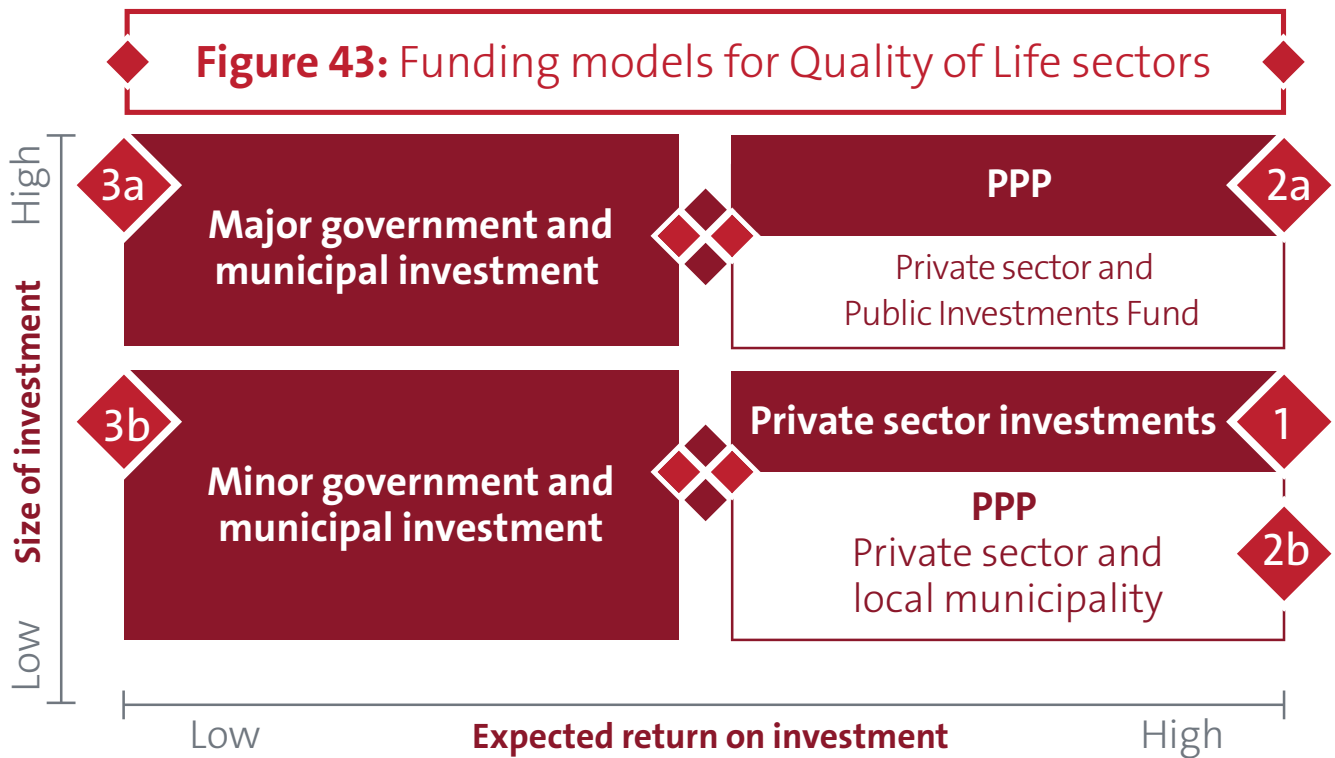 Figure 43: Funding models for Quality of Life sectors
High
Size of investment
Low
3a
Major government and
municipal investment
PPP
2a
Private sector and
Public Investments Fund
3b
Minor government and
municipal investment
Private sector investments
1
PPP
Private sector and
local municipality
2b
Low
Expected return on investment
High